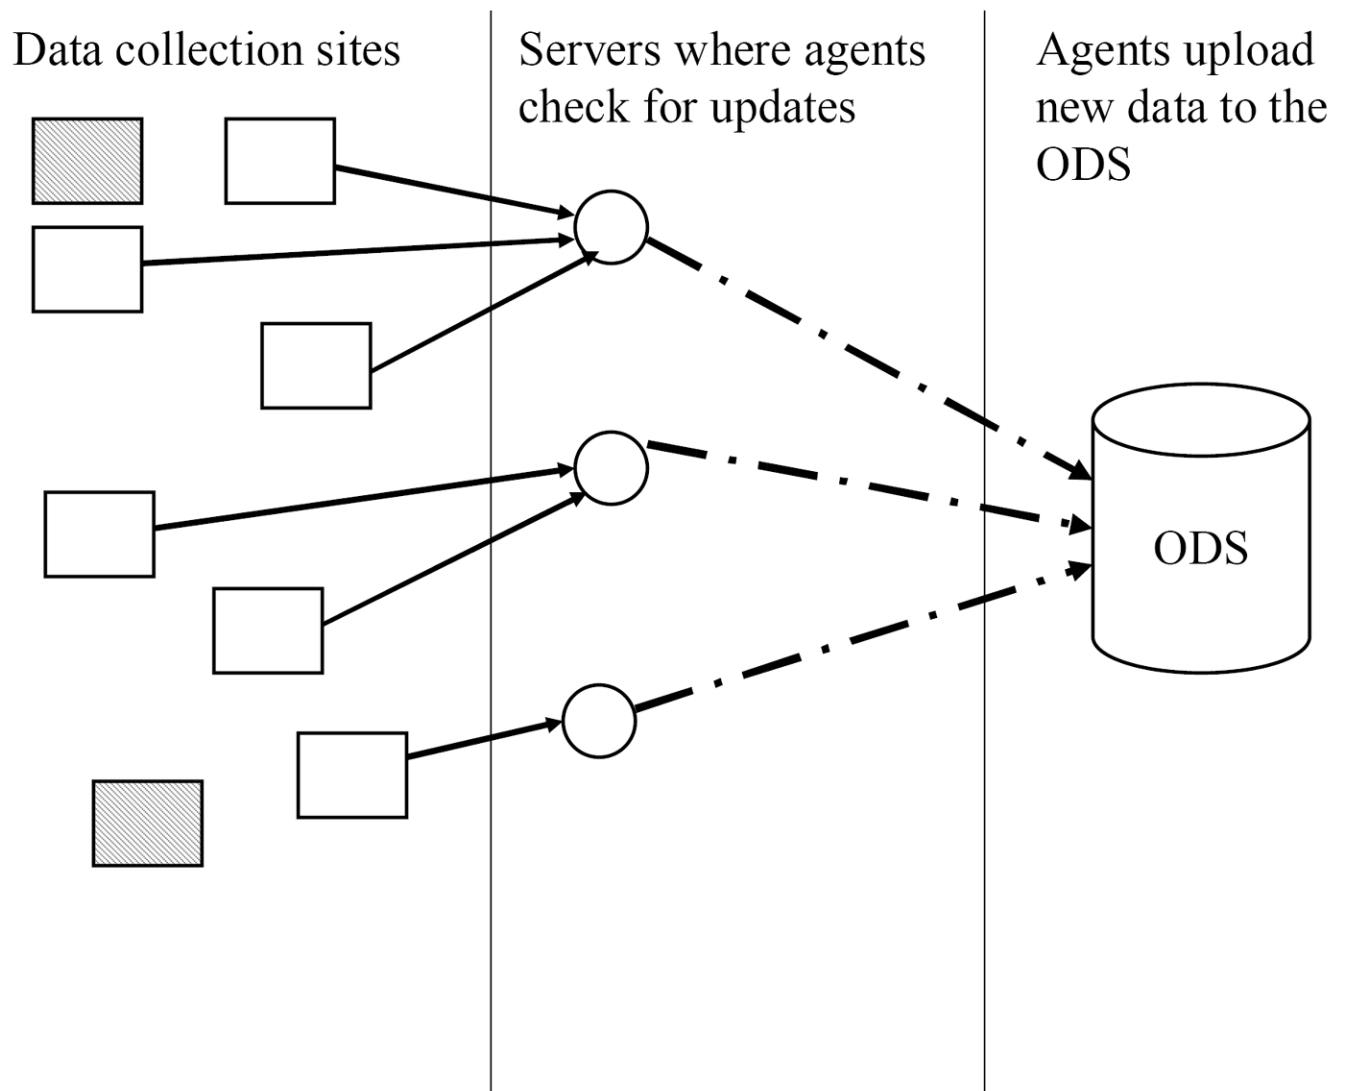 Data collection sites
Servers where agents
check for updates
Agents upload
new data to the
ODS
ODS